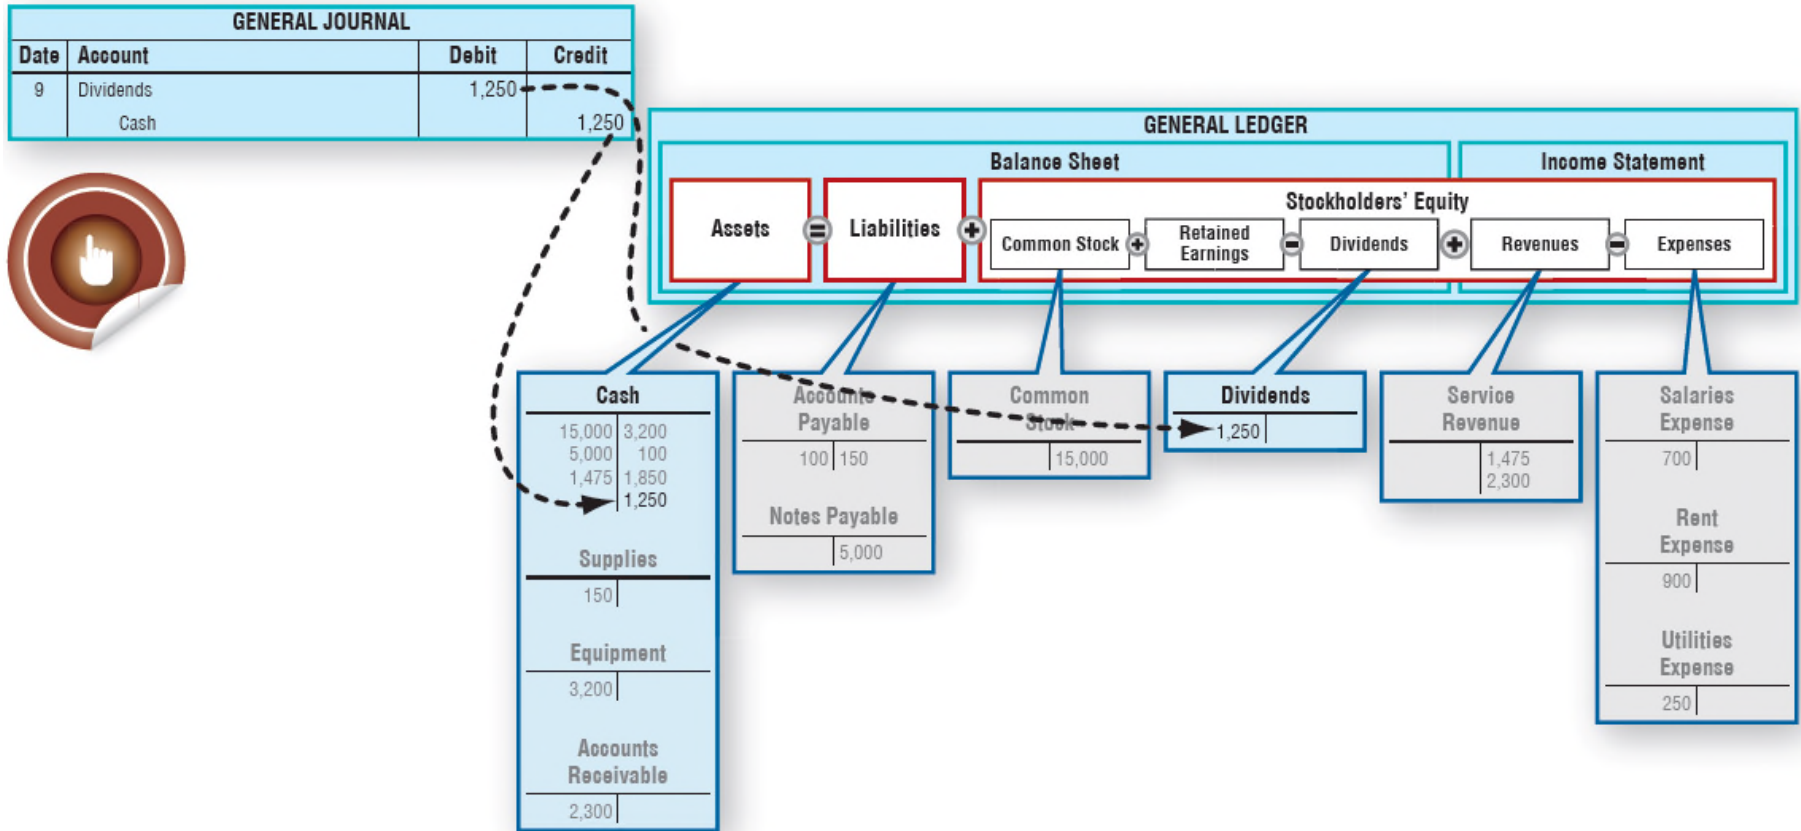 GENERAL JOURNAL
Date Account Debit Credit
9 Dividends 1,250
Cash 1,250
GENERAL LEDGER
Balance Sheet Income Statement
Stockholders' Equity
Assets = Liabilities + Common Stock + Retained Earnings − Dividends + Revenues − Expenses
Cash
15,000 3,200
5,000 100
1,475 1,850
1,250
Supplies
150
Equipment
3,200
Accounts
Receivable
2,300
Accounts
Payable
100 150
Notes Payable
5,000
Common
Stock
15,000
Dividends
1,250
Service
Revenue
1,475
2,300
Salaries
Expense
700
Rent
Expense
900
Utilities
Expense
250